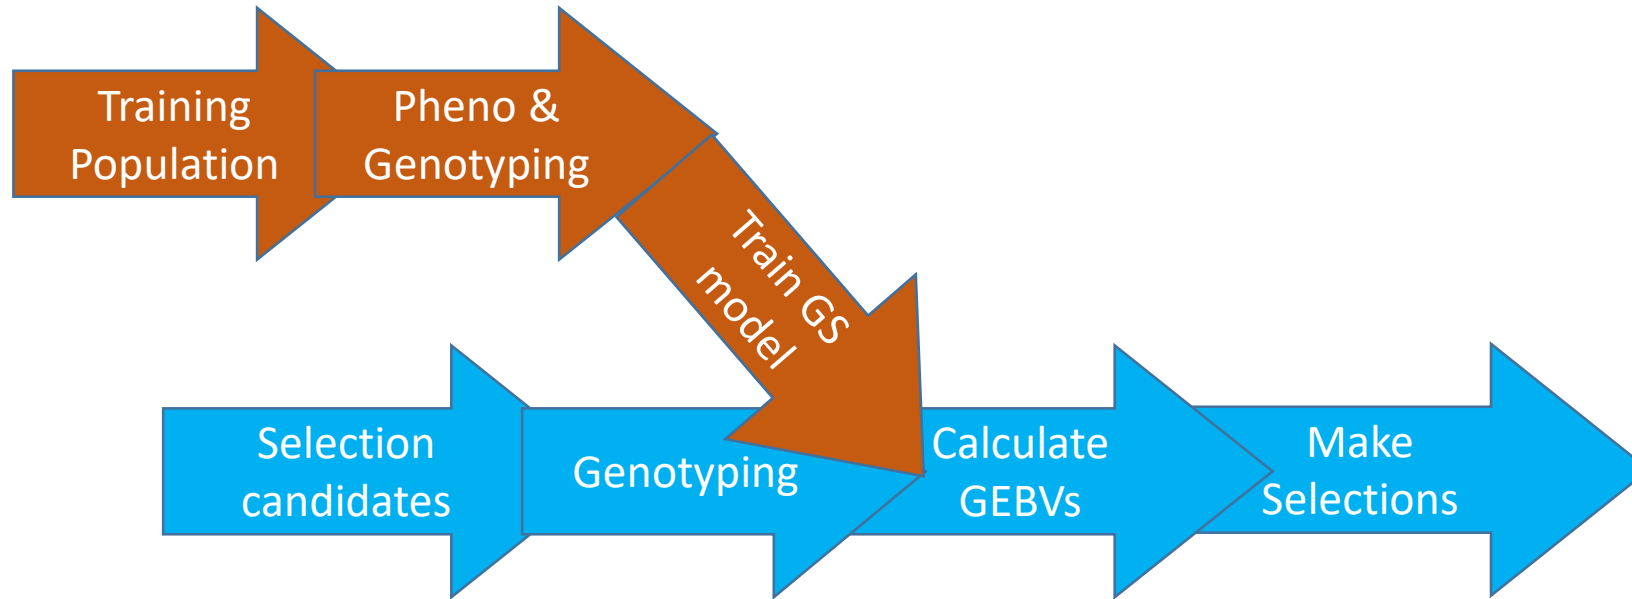 Training
Population
Pheno &
Genotyping
Train GS
model
Selection
candidates
Genotyping
Calculate
GEBVs
Make
Selections